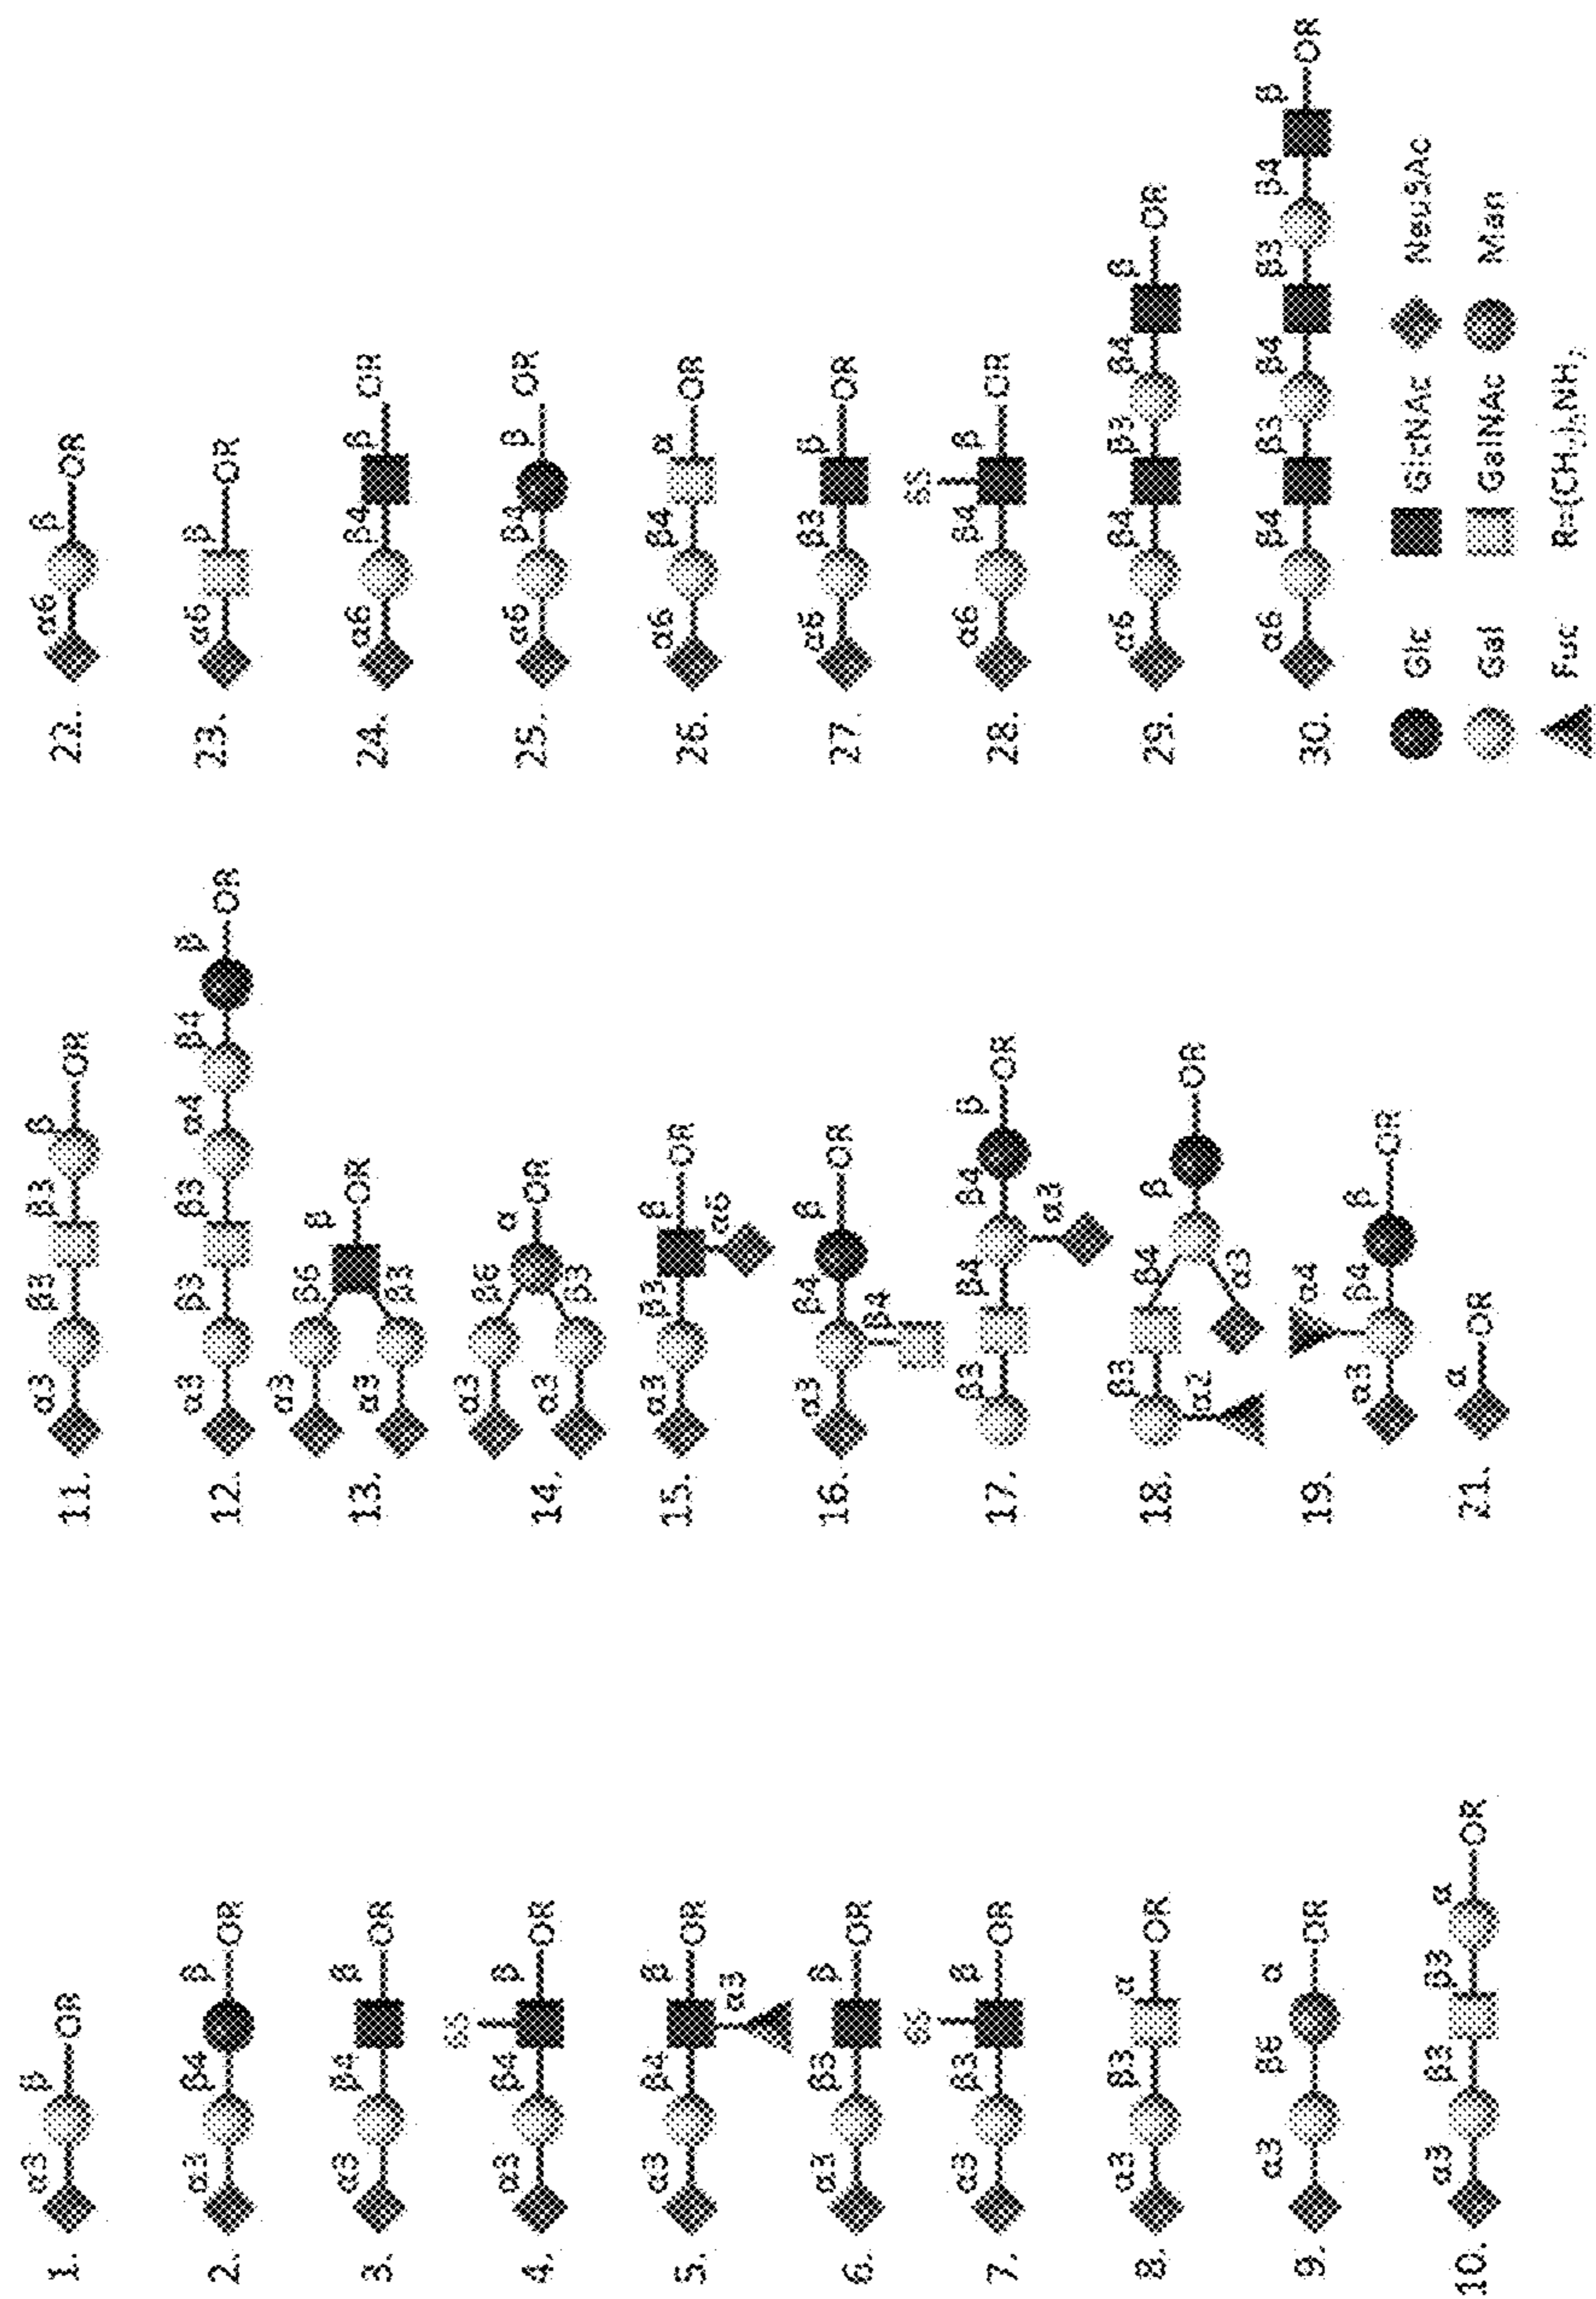 1. α3 β OR
2. α3 β4 β OR
3. α3 β4 β OR
4. α3 β4 6S β OR
5. α3 β4 β OR α3
6. α3 β3 β OR
7. α3 β3 6S β OR
8. α3 β3 α OR
9. α3 β6 α OR
10. α3 β3 β3 α OR
11. α3 β3 β3 β OR
12. α3 β3 β3 α4 β4 β OR
13. α3 β6 β OR
α3 β3
14. α3 β6 α OR
α3 β3
15. α3 β3 β OR
α6
16. α3 β4 β OR
β4
17. β3 β4 β4 β OR
α3
18. β3 β4 β OR
α2 α3
19. α4
α3 β4 β OR
21. α OR
22. α6 β OR
23. α6 β OR
24. α6 β4 β OR
25. α6 β4 β OR
26. α6 β4 α OR
27. α6 β3 β OR
28. α6 β4 6S β OR
29. α6 β4 β3 β4 β OR
30. α6 β4 β3 β4 β3 β4 β OR
Glc GlcNAc Neu5Ac
Gal GalNAc Man
Fuc